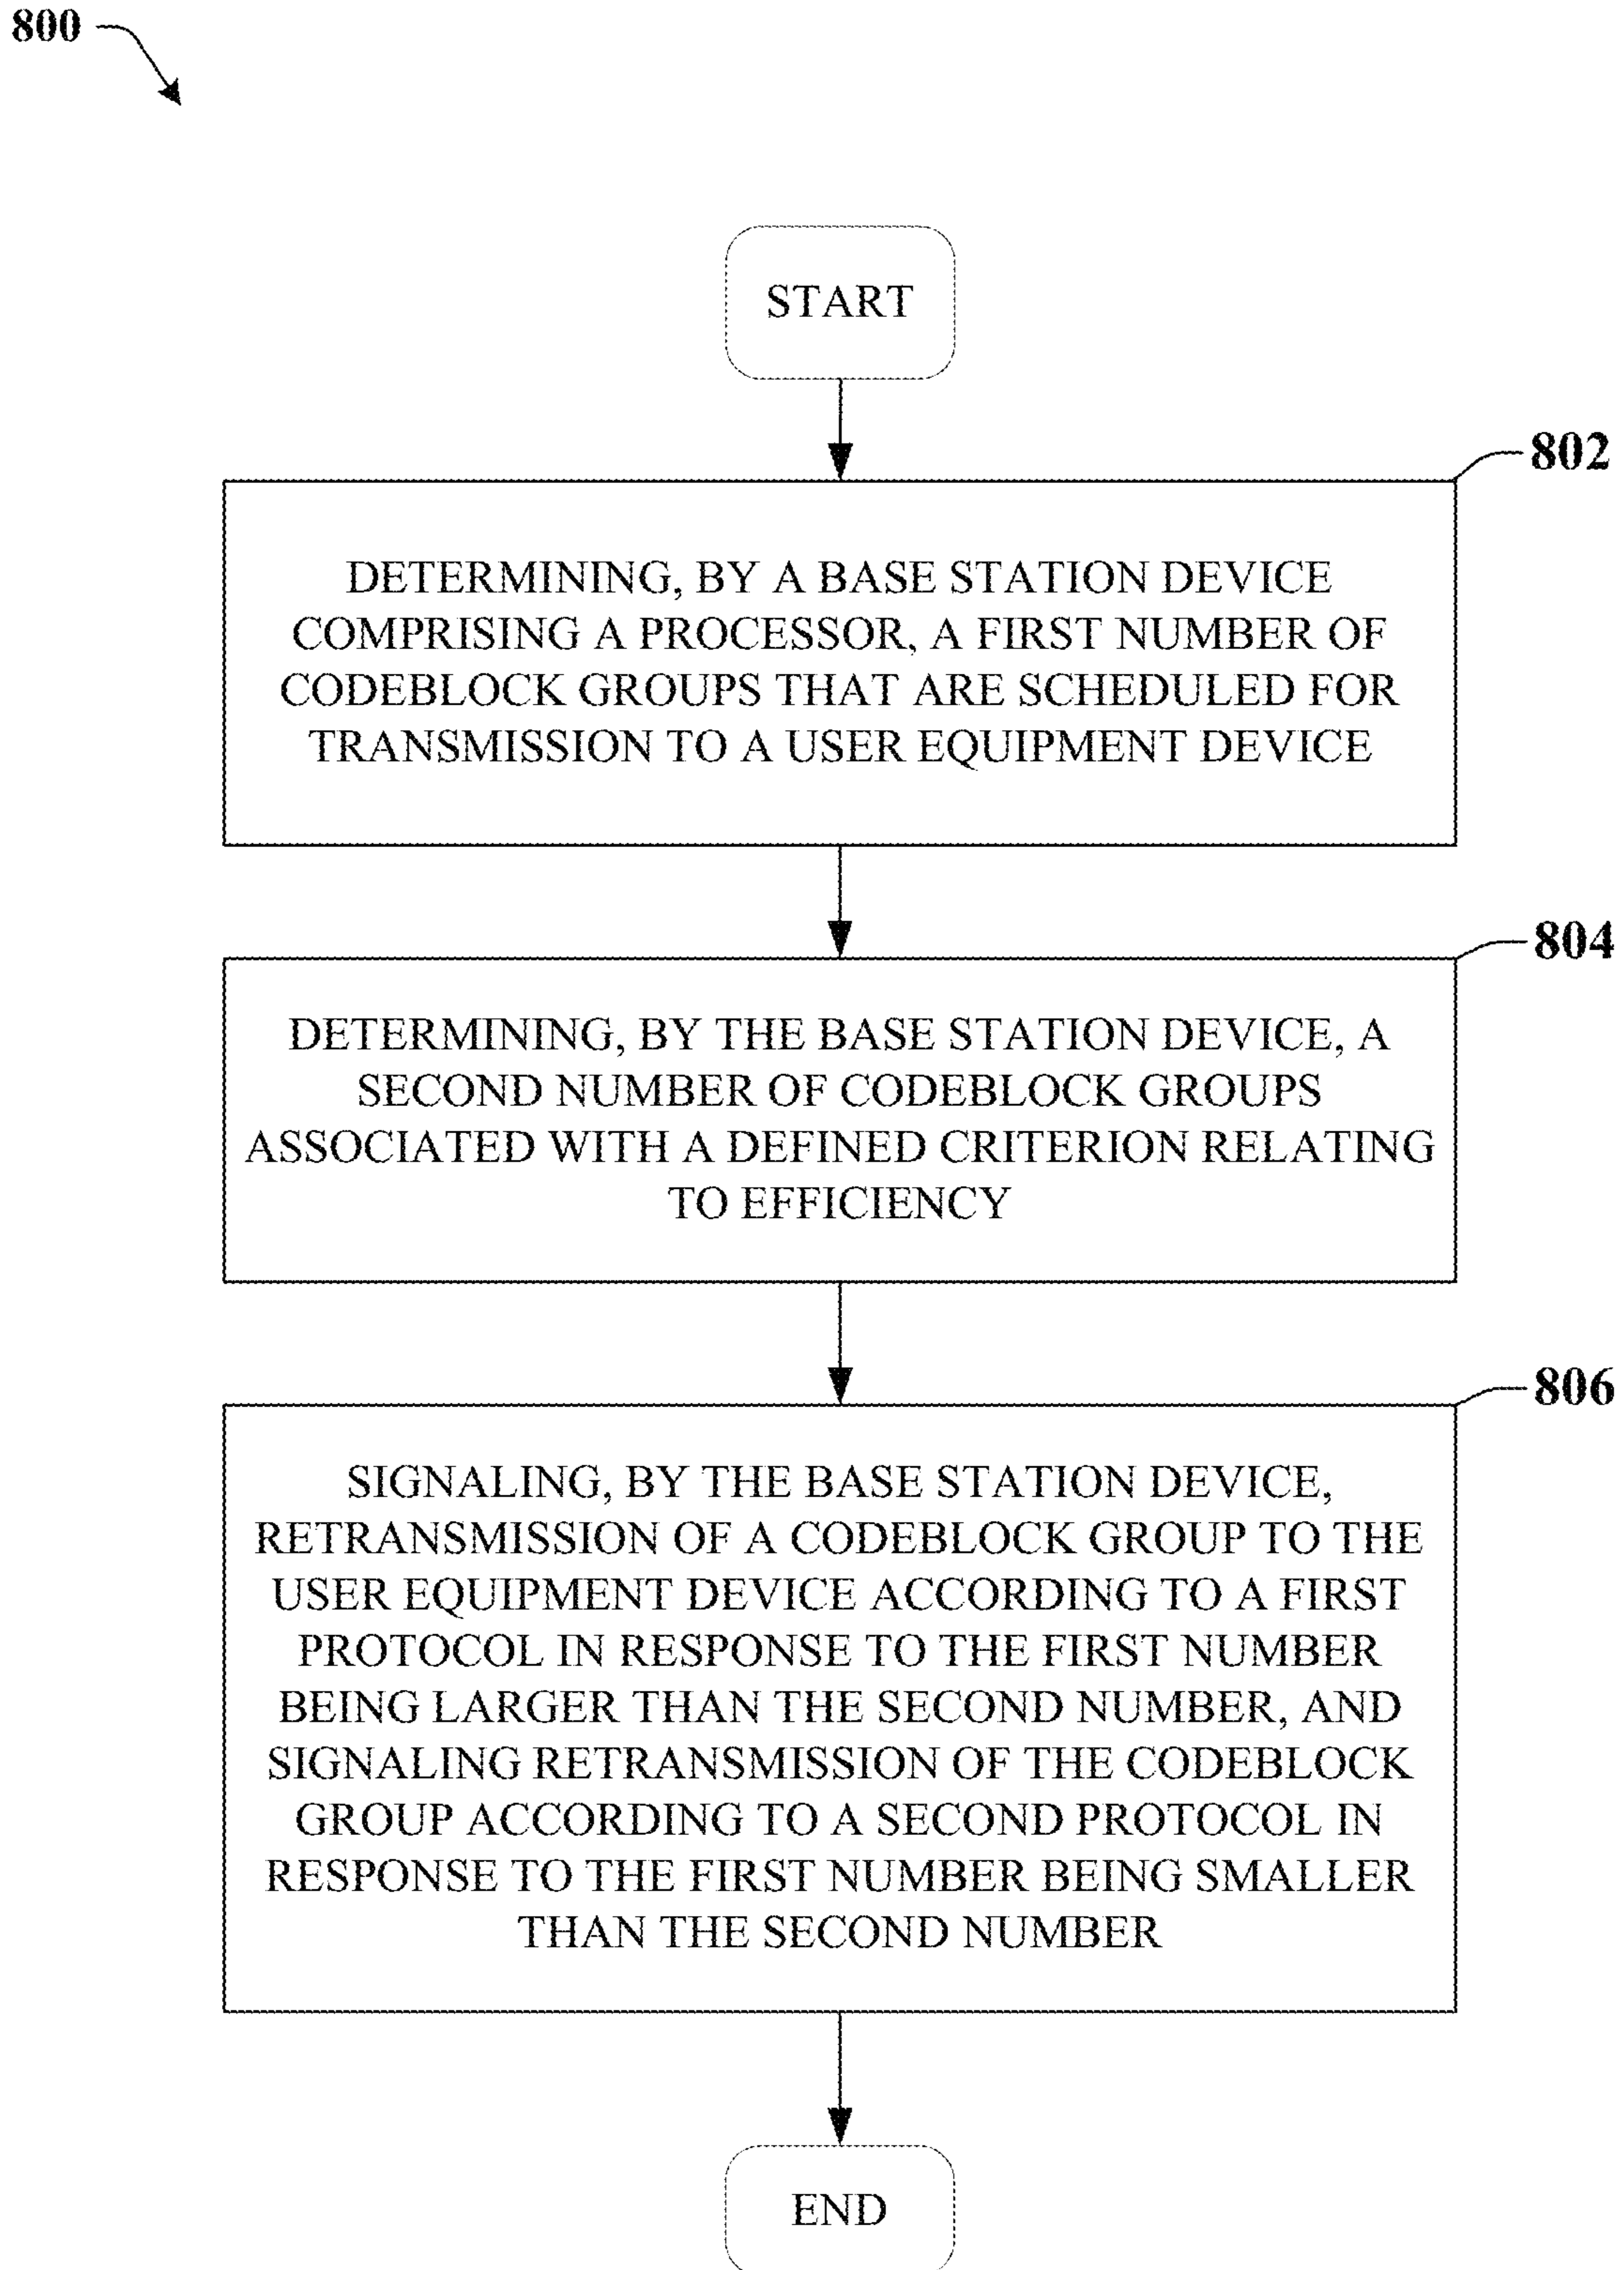 800
START
802
DETERMINING, BY A BASE STATION DEVICE
COMPRISING A PROCESSOR, A FIRST NUMBER OF
CODEBLOCK GROUPS THAT ARE SCHEDULED FOR
TRANSMISSION TO A USER EQUIPMENT DEVICE
804
DETERMINING, BY THE BASE STATION DEVICE, A
SECOND NUMBER OF CODEBLOCK GROUPS
ASSOCIATED WITH A DEFINED CRITERION RELATING
TO EFFICIENCY
806
SIGNALING, BY THE BASE STATION DEVICE,
RETRANSMISSION OF A CODEBLOCK GROUP TO THE
USER EQUIPMENT DEVICE ACCORDING TO A FIRST
PROTOCOL IN RESPONSE TO THE FIRST NUMBER
BEING LARGER THAN THE SECOND NUMBER, AND
SIGNALING RETRANSMISSION OF THE CODEBLOCK
GROUP ACCORDING TO A SECOND PROTOCOL IN
RESPONSE TO THE FIRST NUMBER BEING SMALLER
THAN THE SECOND NUMBER
END